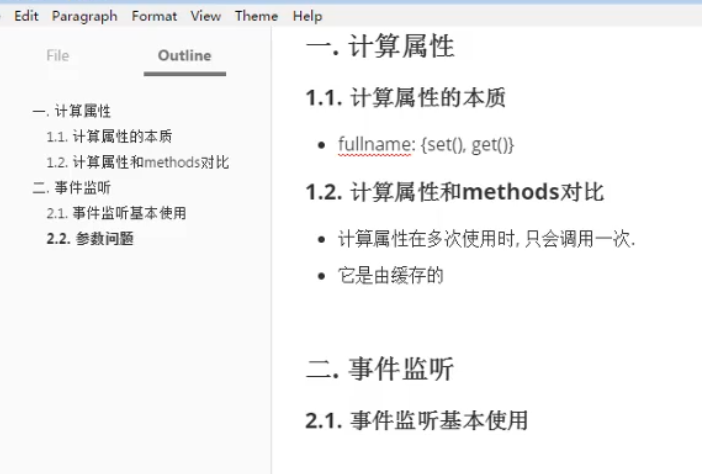 Edit Paragraph Format View Theme Help
File Outline
一. 计算属性
1.1. 计算属性的本质
1.2. 计算属性和methods对比
二. 事件监听
2.1. 事件监听基本使用
2.2. 参数问题
一. 计算属性
1.1. 计算属性的本质
fullname: {set(), get()}
1.2. 计算属性和methods对比
计算属性在多次使用时, 只会调用一次.
它是由缓存的
二. 事件监听
2.1. 事件监听基本使用